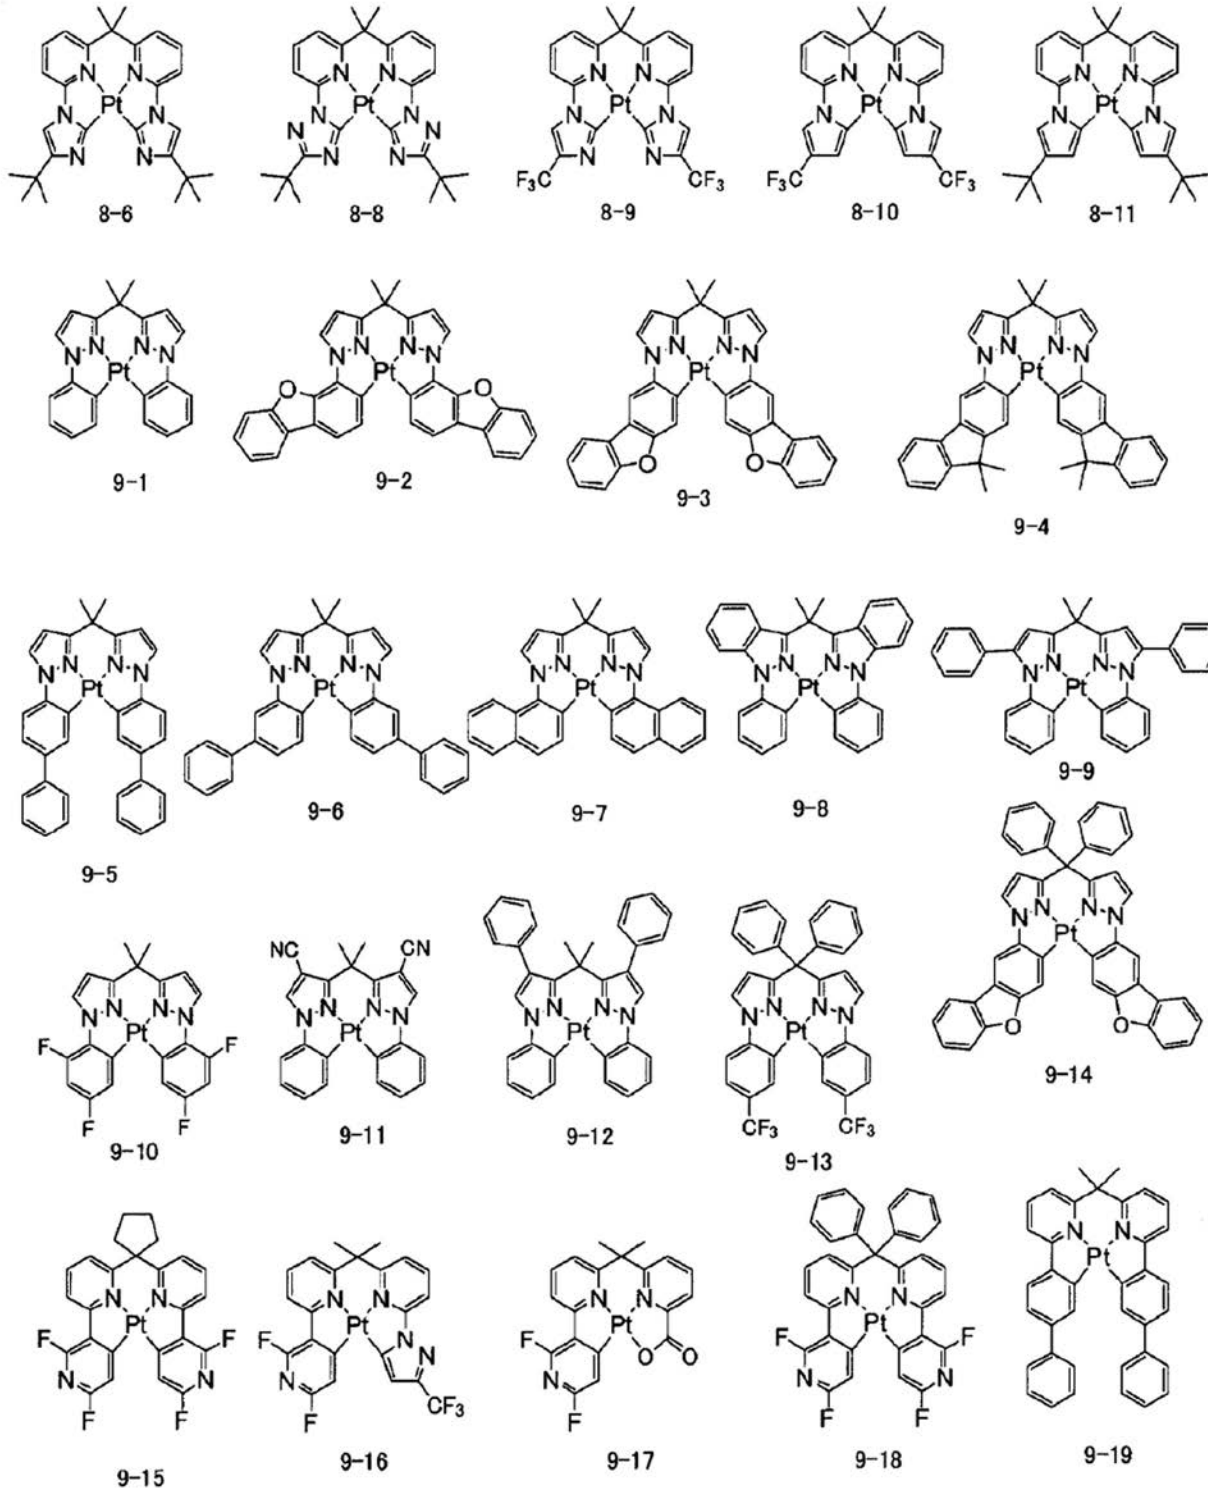 N N N N N N N N N N
N Pt N N Pt N N Pt N N Pt N N Pt N
N N
N N N N N N
F3C CF3 F3C CF3
8-6 8-8 8-9 8-10 8-11
N N N N N N N N
N Pt N N Pt N N Pt N N Pt N
O O
O O
9-1 9-2 9-3 9-4
N N N N N N N N N N
N Pt N N Pt N N Pt N N Pt N N Pt N
9-5 9-6 9-7 9-8 9-9
NC CN
N N N N N N N N N N
N Pt N N Pt N N Pt N N Pt N N Pt N
F F
O O
F F CF3 CF3
9-10 9-11 9-12 9-13 9-14
N N N N N N N N N N
Pt Pt Pt Pt Pt
F F F N N F O O F F
N N N N N N
F F F CF3 F F F
9-15 9-16 9-17 9-18 9-19